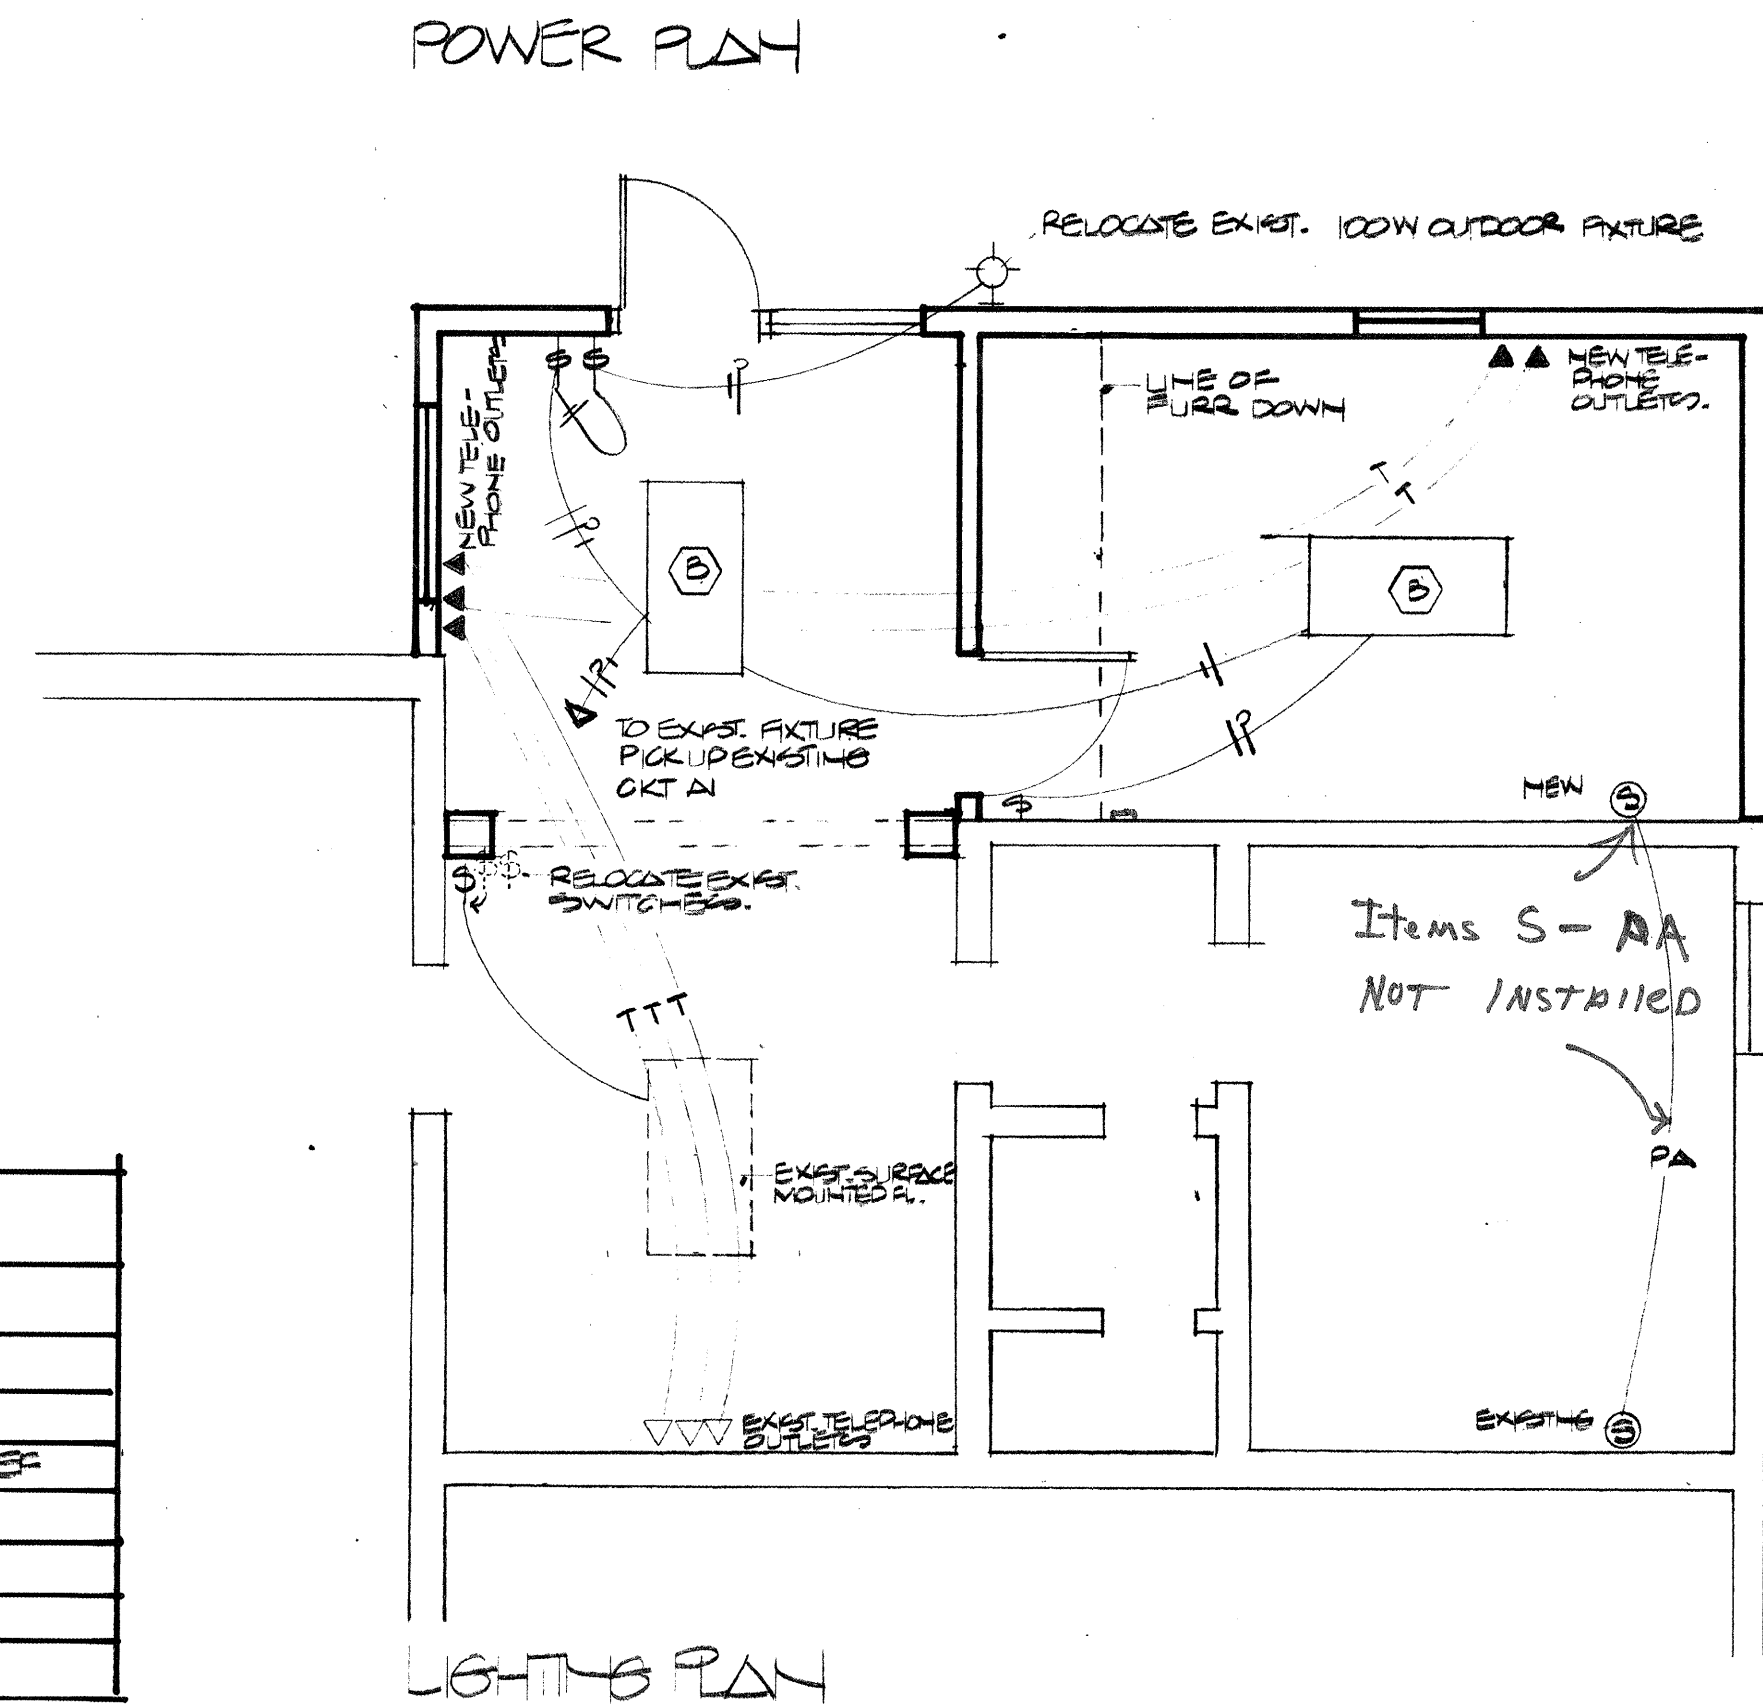 POWER PLAN
RELOCATE EXIST. 100W OUTDOOR FIXTURE
S S
NEW TELE-
PHONE OUTLETS
P
LINE OF
FURR DOWN
NEW TELE-
PHONE
OUTLETS.
T
T
P
B
B
P
TO EXIST. FIXTURE
PICK UP EXISTING
CKT A1
P
NEW S
S
S S S
RELOCATE EXIST.
SWITCHES.
Items S - PA
NOT INSTAllED
T T T
PA
EXIST. SURFACE
MOUNTED FL.
EXIST. TELEPHONE
OUTLETS
EXISTING S
LIGHTING PLAN